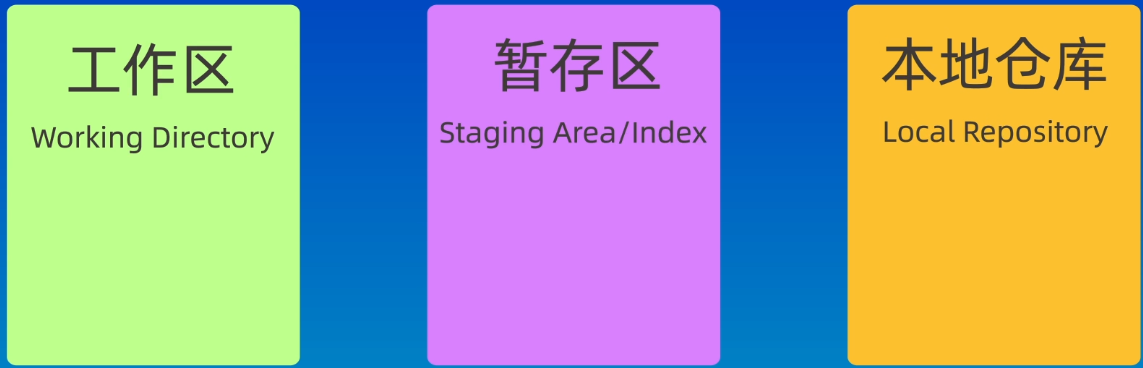 工作区
Working Directory
暂存区
Staging Area/Index
本地仓库
Local Repository